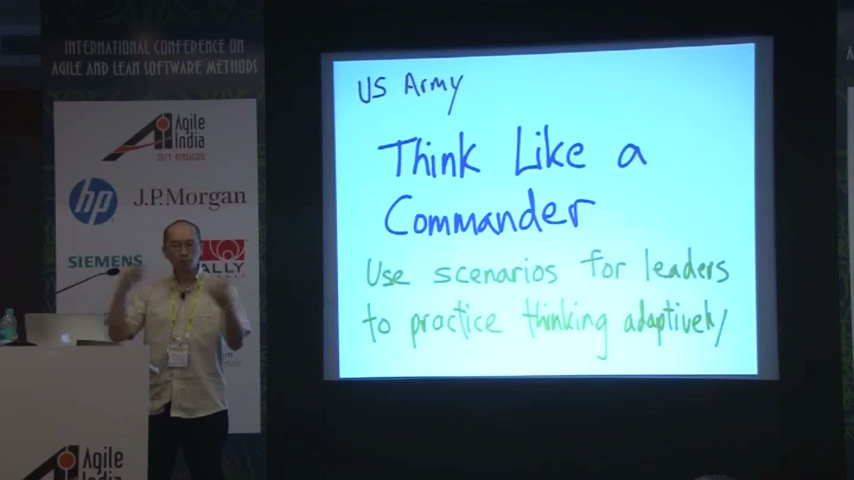 INTERNATIONAL CONFERENCE ON
AGILE AND LEAN SOFTWARE METHODS
Agile
India
hp
J.P.Morgan
SIEMENS
ALLY
US Army
Think Like a
Commander
Use scenarios for leaders
to practice thinking adaptively
Agile
India